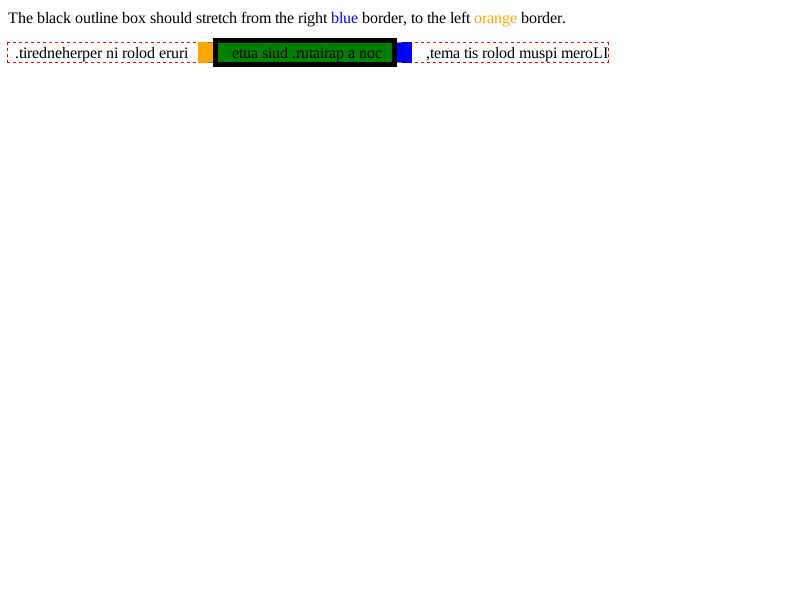 The black outline box should stretch from the right blue border, to the left orange border.
.tiredneherper ni rolod eruri etua siud .rutairap a noc ,tema tis rolod muspi meroLI